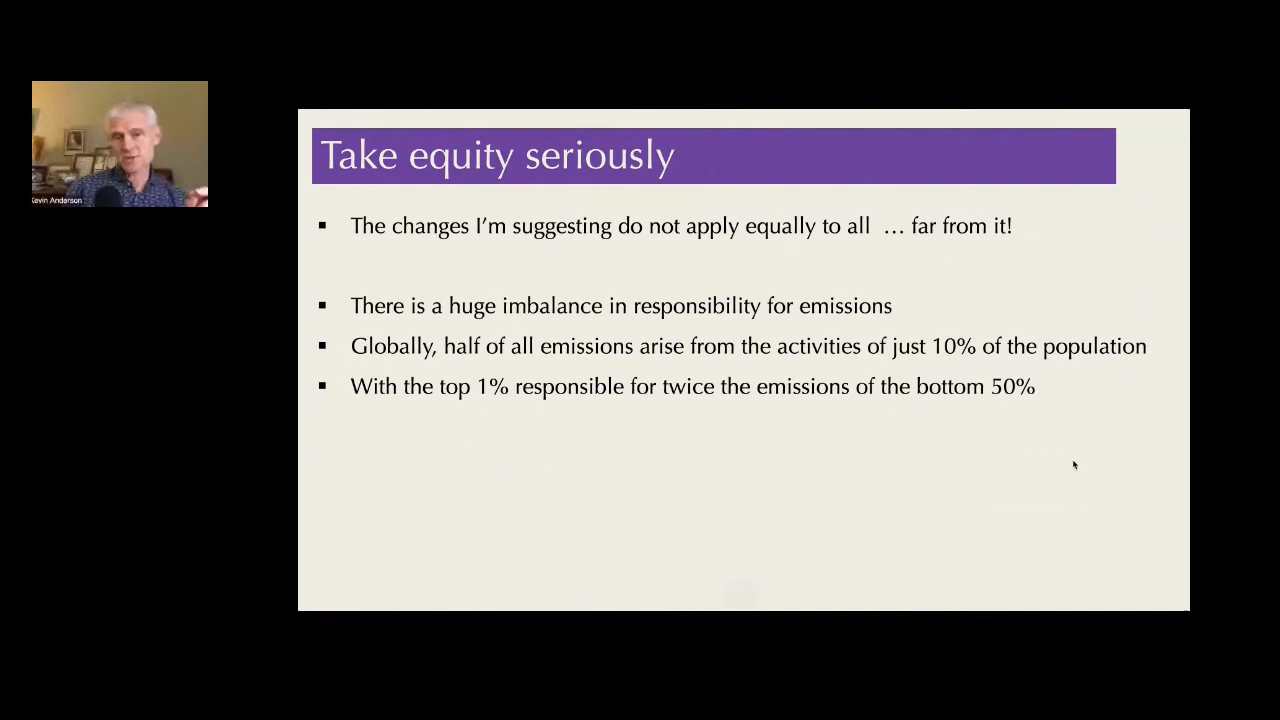 Kevin Anderson
Take equity seriously
▪ The changes I'm suggesting do not apply equally to all … far from it!
▪ There is a huge imbalance in responsibility for emissions
▪ Globally, half of all emissions arise from the activities of just 10% of the population
▪ With the top 1% responsible for twice the emissions of the bottom 50%